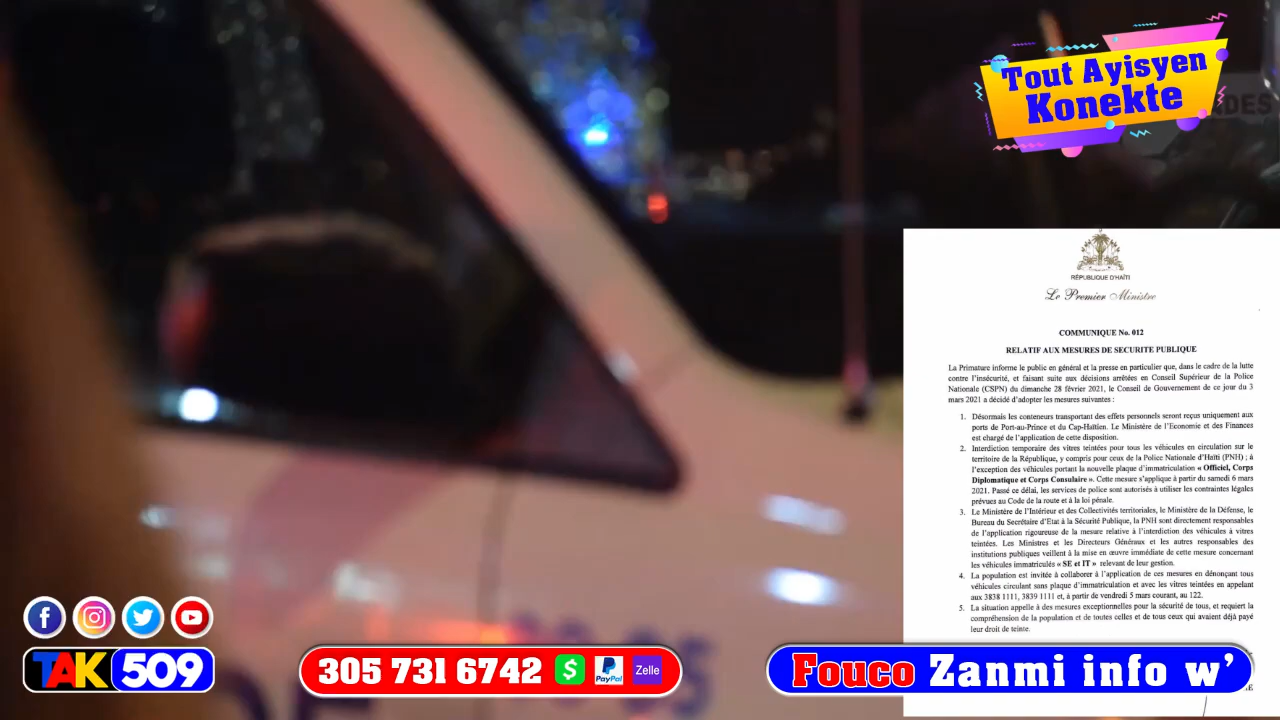 Tout Ayisyen
Konekte
RÉPUBLIQUE D'HAÏTI
Le Premier Ministre
COMMUNIQUE No. 012
RELATIF AUX MESURES DE SECURITE PUBLIQUE
La Primature informe le public en général et la presse en particulier que, dans le cadre de la lutte
contre l'insécurité, et faisant suite aux décisions arrêtées en Conseil Supérieur de la Police
Nationale (CSPN) du dimanche 28 février 2021, le Conseil de Gouvernement de ce jour du 3
mars 2021 a décidé d'adopter les mesures suivantes :
1. Désormais les conteneurs transportant des effets personnels seront reçus uniquement aux
ports de Port-au-Prince et du Cap-Haïtien. Le Ministère de l'Economie et des Finances
est chargé de l'application de cette disposition.
2. Interdiction temporaire des vitres teintées pour tous les véhicules en circulation sur le
territoire de la République, y compris pour ceux de la Police Nationale d'Haïti (PNH) ; à
l'exception des véhicules portant la nouvelle plaque d'immatriculation « Officiel, Corps
Diplomatique et Corps Consulaire ». Cette mesure s'applique à partir du samedi 6 mars
2021. Passé ce délai, les services de police sont autorisés à utiliser les contraintes légales
prévues au Code de la route et à la loi pénale.
3. Le Ministère de l'Intérieur et des Collectivités territoriales, le Ministère de la Défense, le
Bureau du Secrétaire d'Etat à la Sécurité Publique, la PNH sont directement responsables
de l'application rigoureuse de la mesure relative à l'interdiction des véhicules à vitres
teintées. Les Ministres et les Directeurs Généraux et les autres responsables des
institutions publiques veillent à la mise en œuvre immédiate de cette mesure concernant
les véhicules immatriculés « SE et IT » relevant de leur gestion.
4. La population est invitée à collaborer à l'application de ces mesures en dénonçant tous
véhicules circulant sans plaque d'immatriculation et avec les vitres teintées en appelant
aux 3838 1111, 3839 1111 et, à partir de vendredi 5 mars courant, au 122.
5. La situation appelle à des mesures exceptionnelles pour la sécurité de tous, et requiert la
compréhension de la population et de toutes celles et de tous ceux qui avaient déjà payé
leur droit de teinte.
TAK 509
305 731 6742 $ PayPal Zelle
Fouco Zanmi info w'